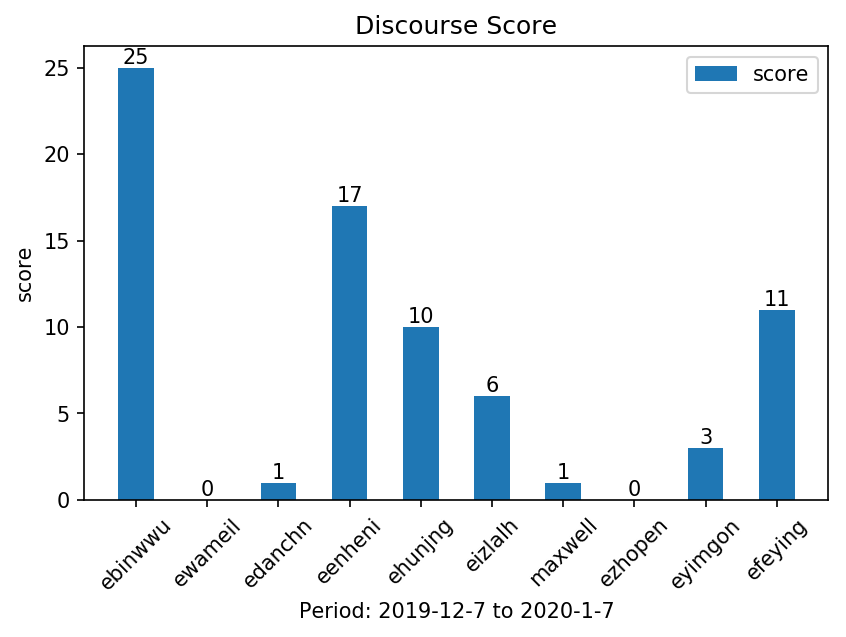 Discourse Score
score
25
20
15
10
5
0
score
25
0
1
17
10
6
1
0
3
11
ebinwwu
ewameil
edanchn
eenheni
ehunjng
eizlalh
maxwell
ezhopen
eyimgon
efeying
Period: 2019-12-7 to 2020-1-7